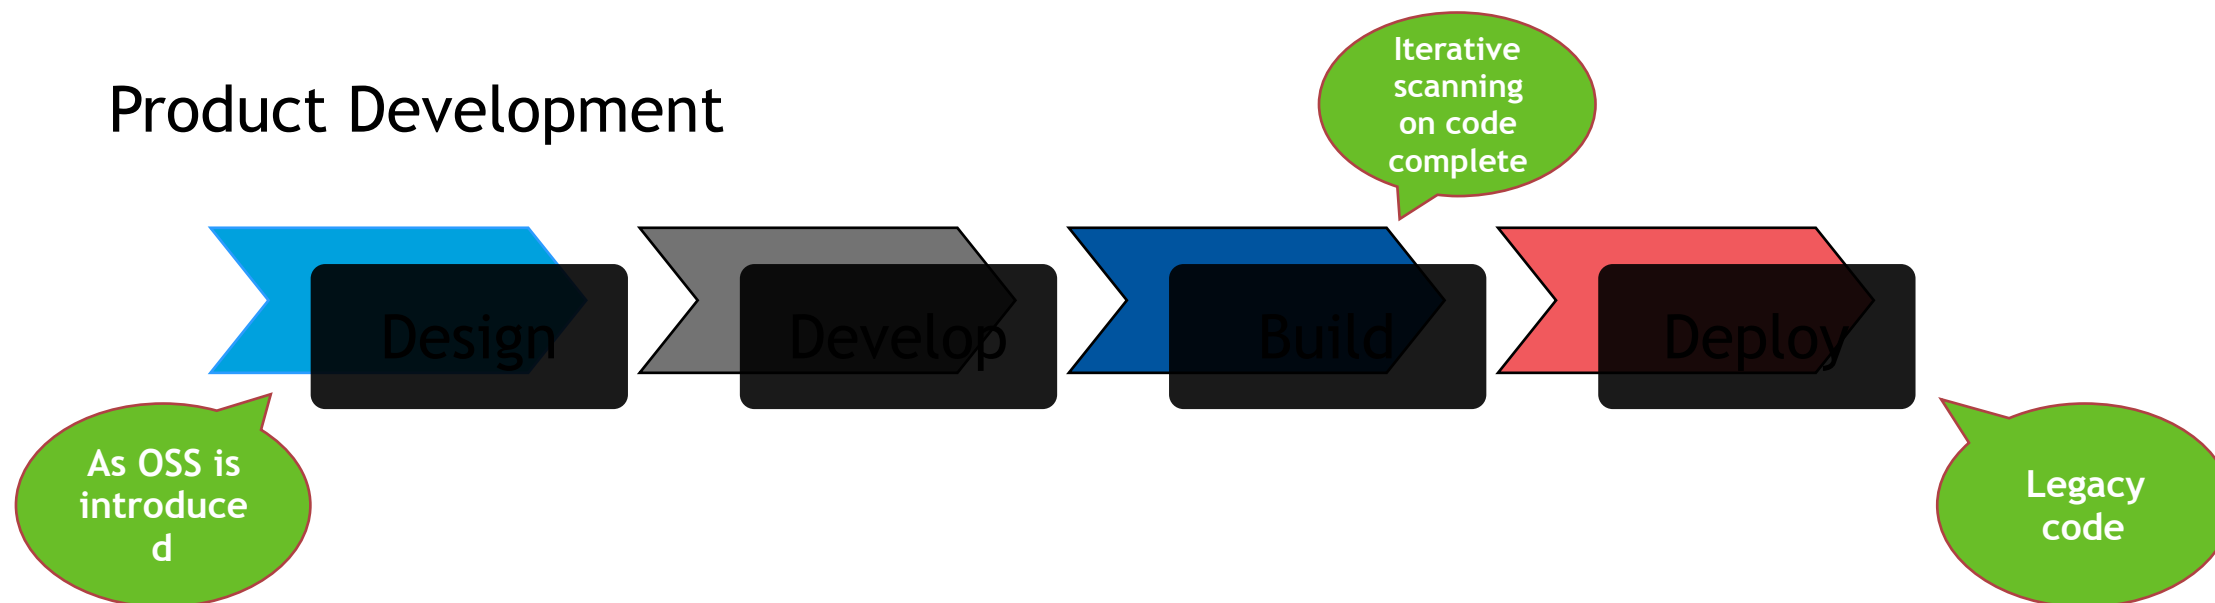 Product Development
Iterative
scanning
on code
complete
Design
Develop
Build
Deploy
As OSS is
introduce
d
Legacy
code